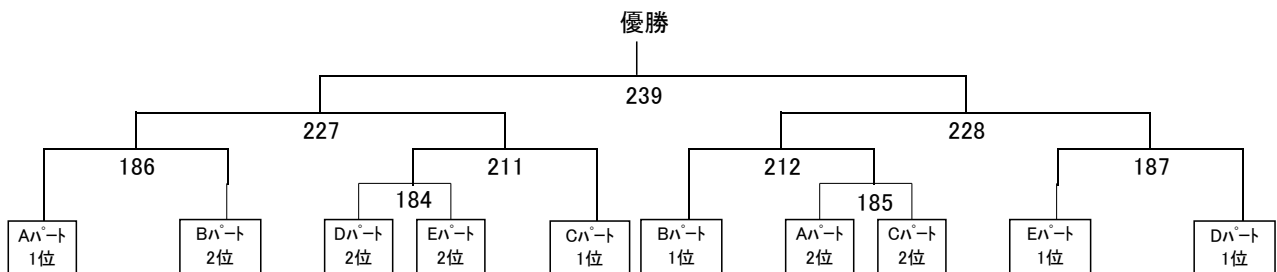 優勝
239
227
228
186
211
212
187
184
185
Aパート
1位
Bパート
2位
Dパート
2位
Eパート
2位
Cパート
1位
Bパート
1位
Aパート
2位
Cパート
2位
Eパート
1位
Dパート
1位